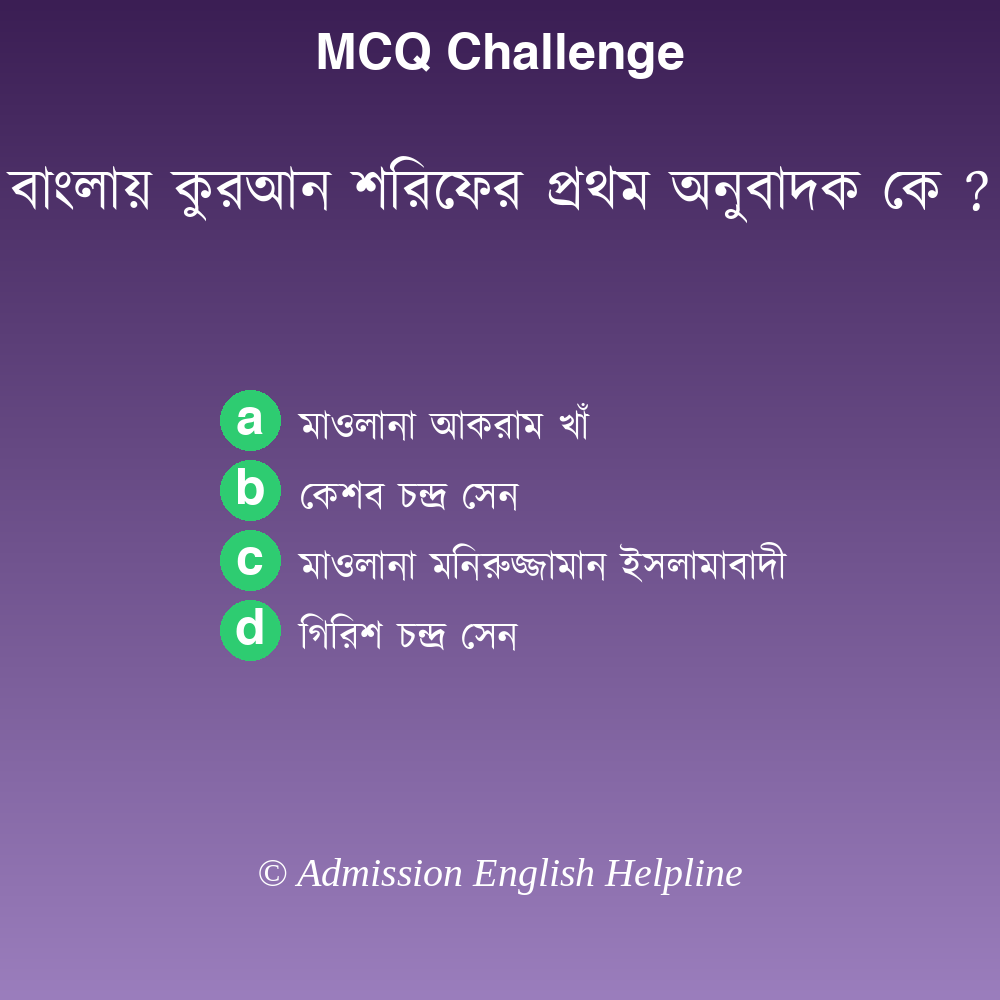 MCQ Challenge
বাংলায় কুরআন শরিফের প্রথম অনুবাদক কে ?
a মাওলানা আকরাম খাঁ
b কেশব চন্দ্র সেন
c মাওলানা মনিরুজ্জামান ইসলামাবাদী
d গিরিশ চন্দ্র সেন
© Admission English Helpline